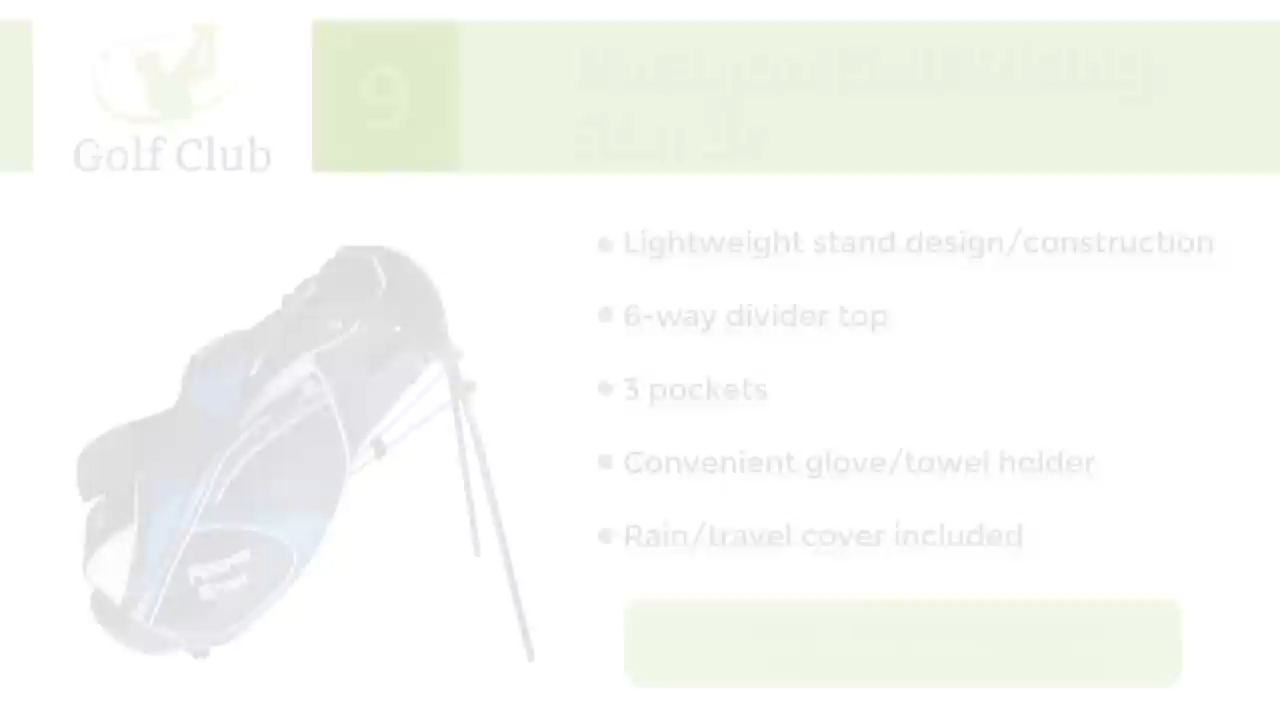 Golf Club
9
Lightweight stand design/construction
6-way divider top
3 pockets
Convenient glove/towel holder
Rain/travel cover included